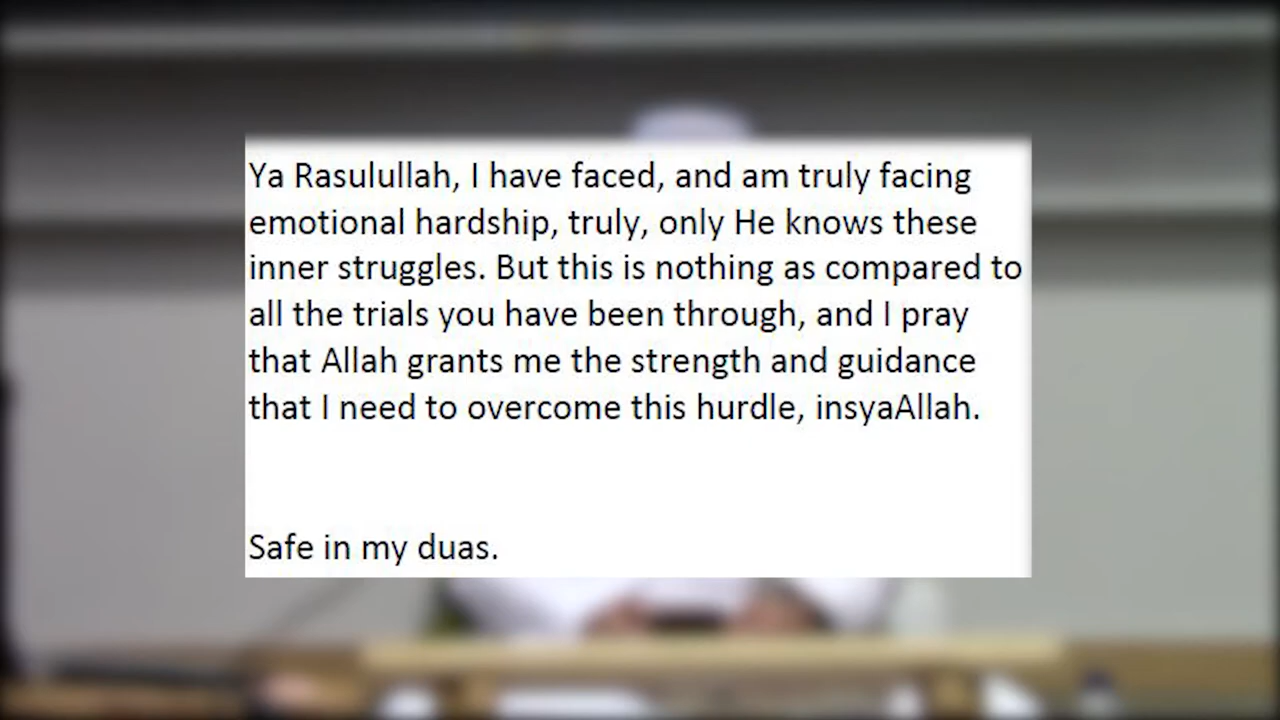 Ya Rasulullah, I have faced, and am truly facing
emotional hardship, truly, only He knows these
inner struggles. But this is nothing as compared to
all the trials you have been through, and I pray
that Allah grants me the strength and guidance
that I need to overcome this hurdle, insyaAllah.
Safe in my duas.